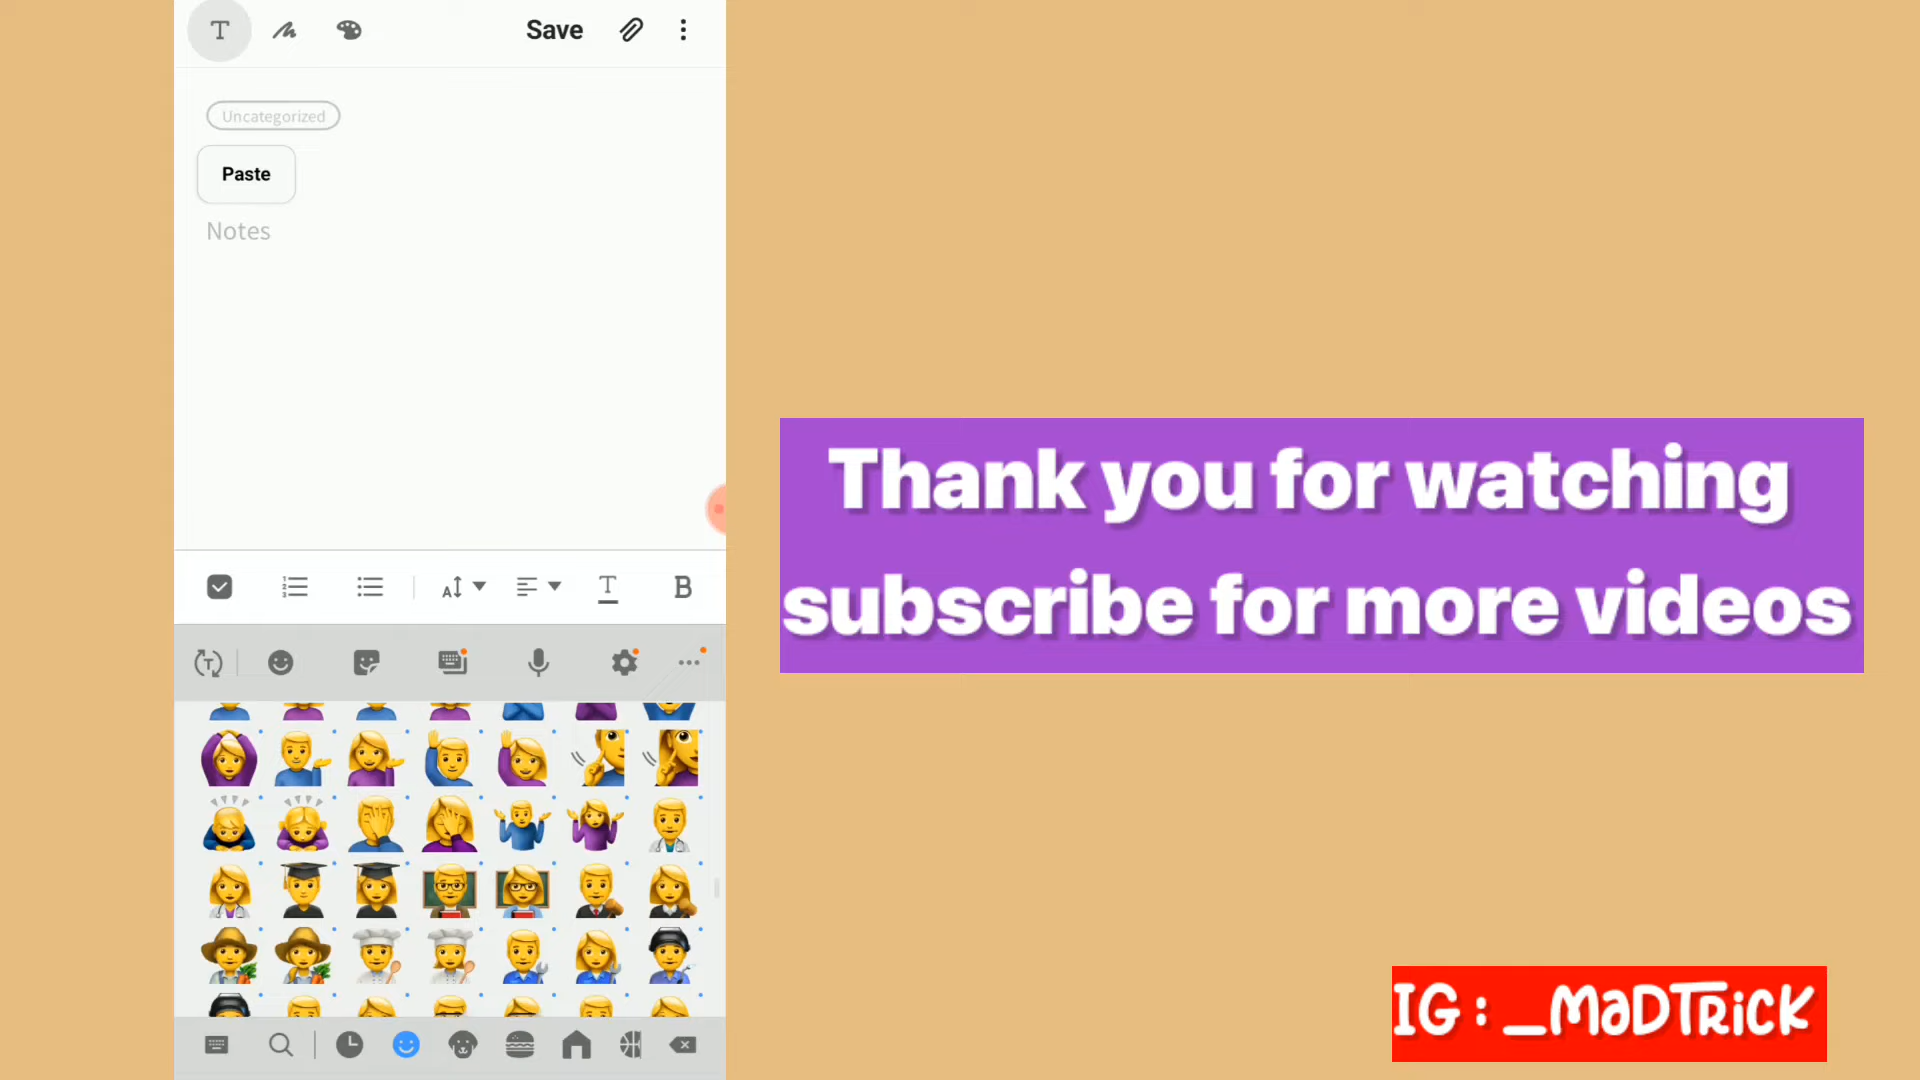 Save
Uncategorized
Paste
Notes
Thank you for watching
subscribe for more videos
IG : _MaDTRicK